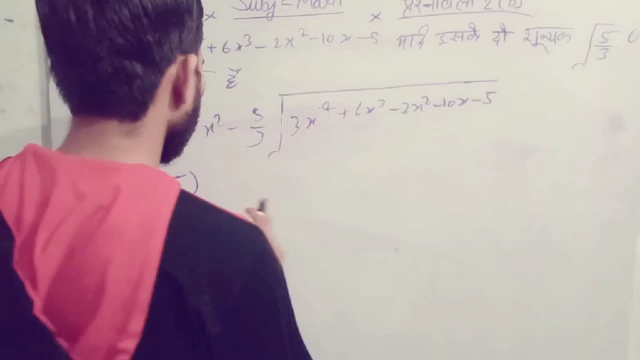 × Subj:- Math × प्रश्नावली 2(b)
+ 6x³ - 2x² - 10x - 5 यदि इसके दो शून्यक √5/3
है
x² - 5/3 ) 3x⁴ + 6x³ - 2x² - 10x - 5
)